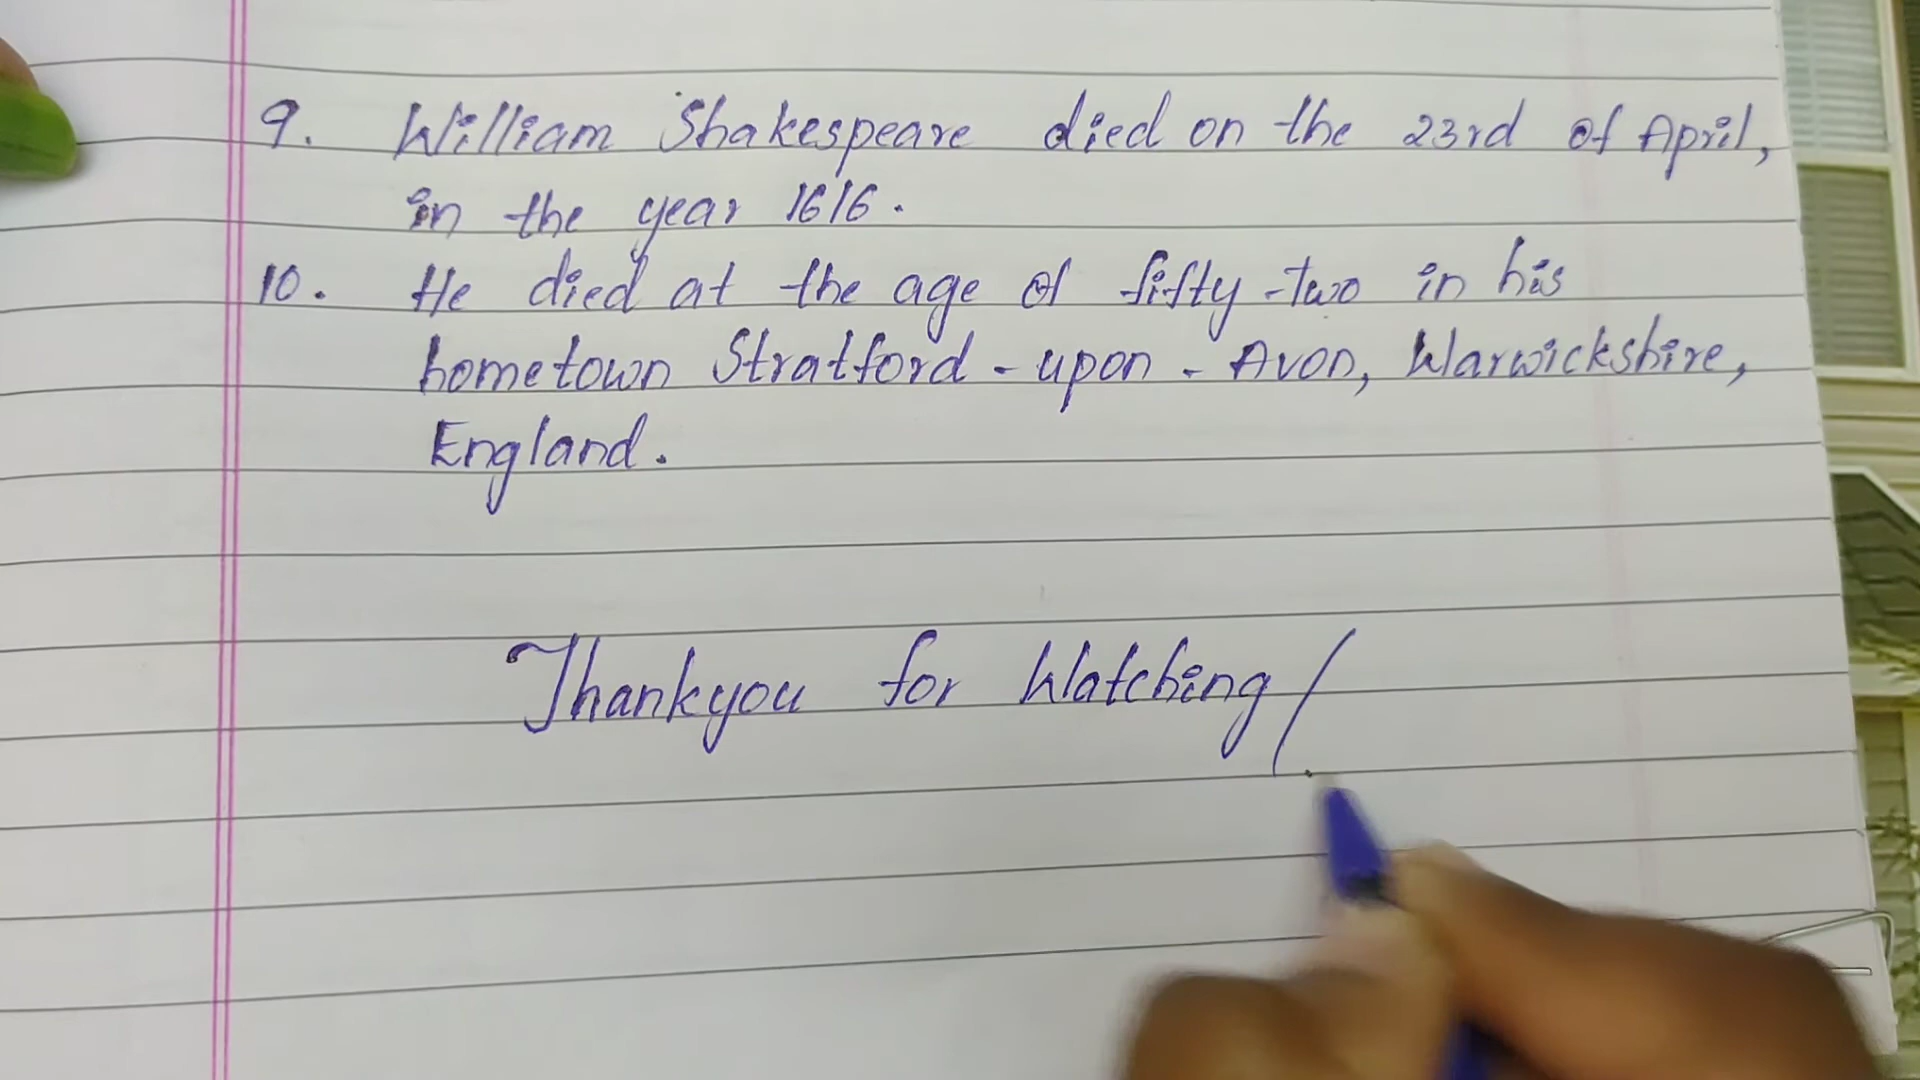 9. William Shakespeare died on the 23rd of April,
in the year 1616.
10. He died at the age of fifty-two in his
hometown Stratford-upon-Avon, Warwickshire,
England.
Thankyou for Watching!